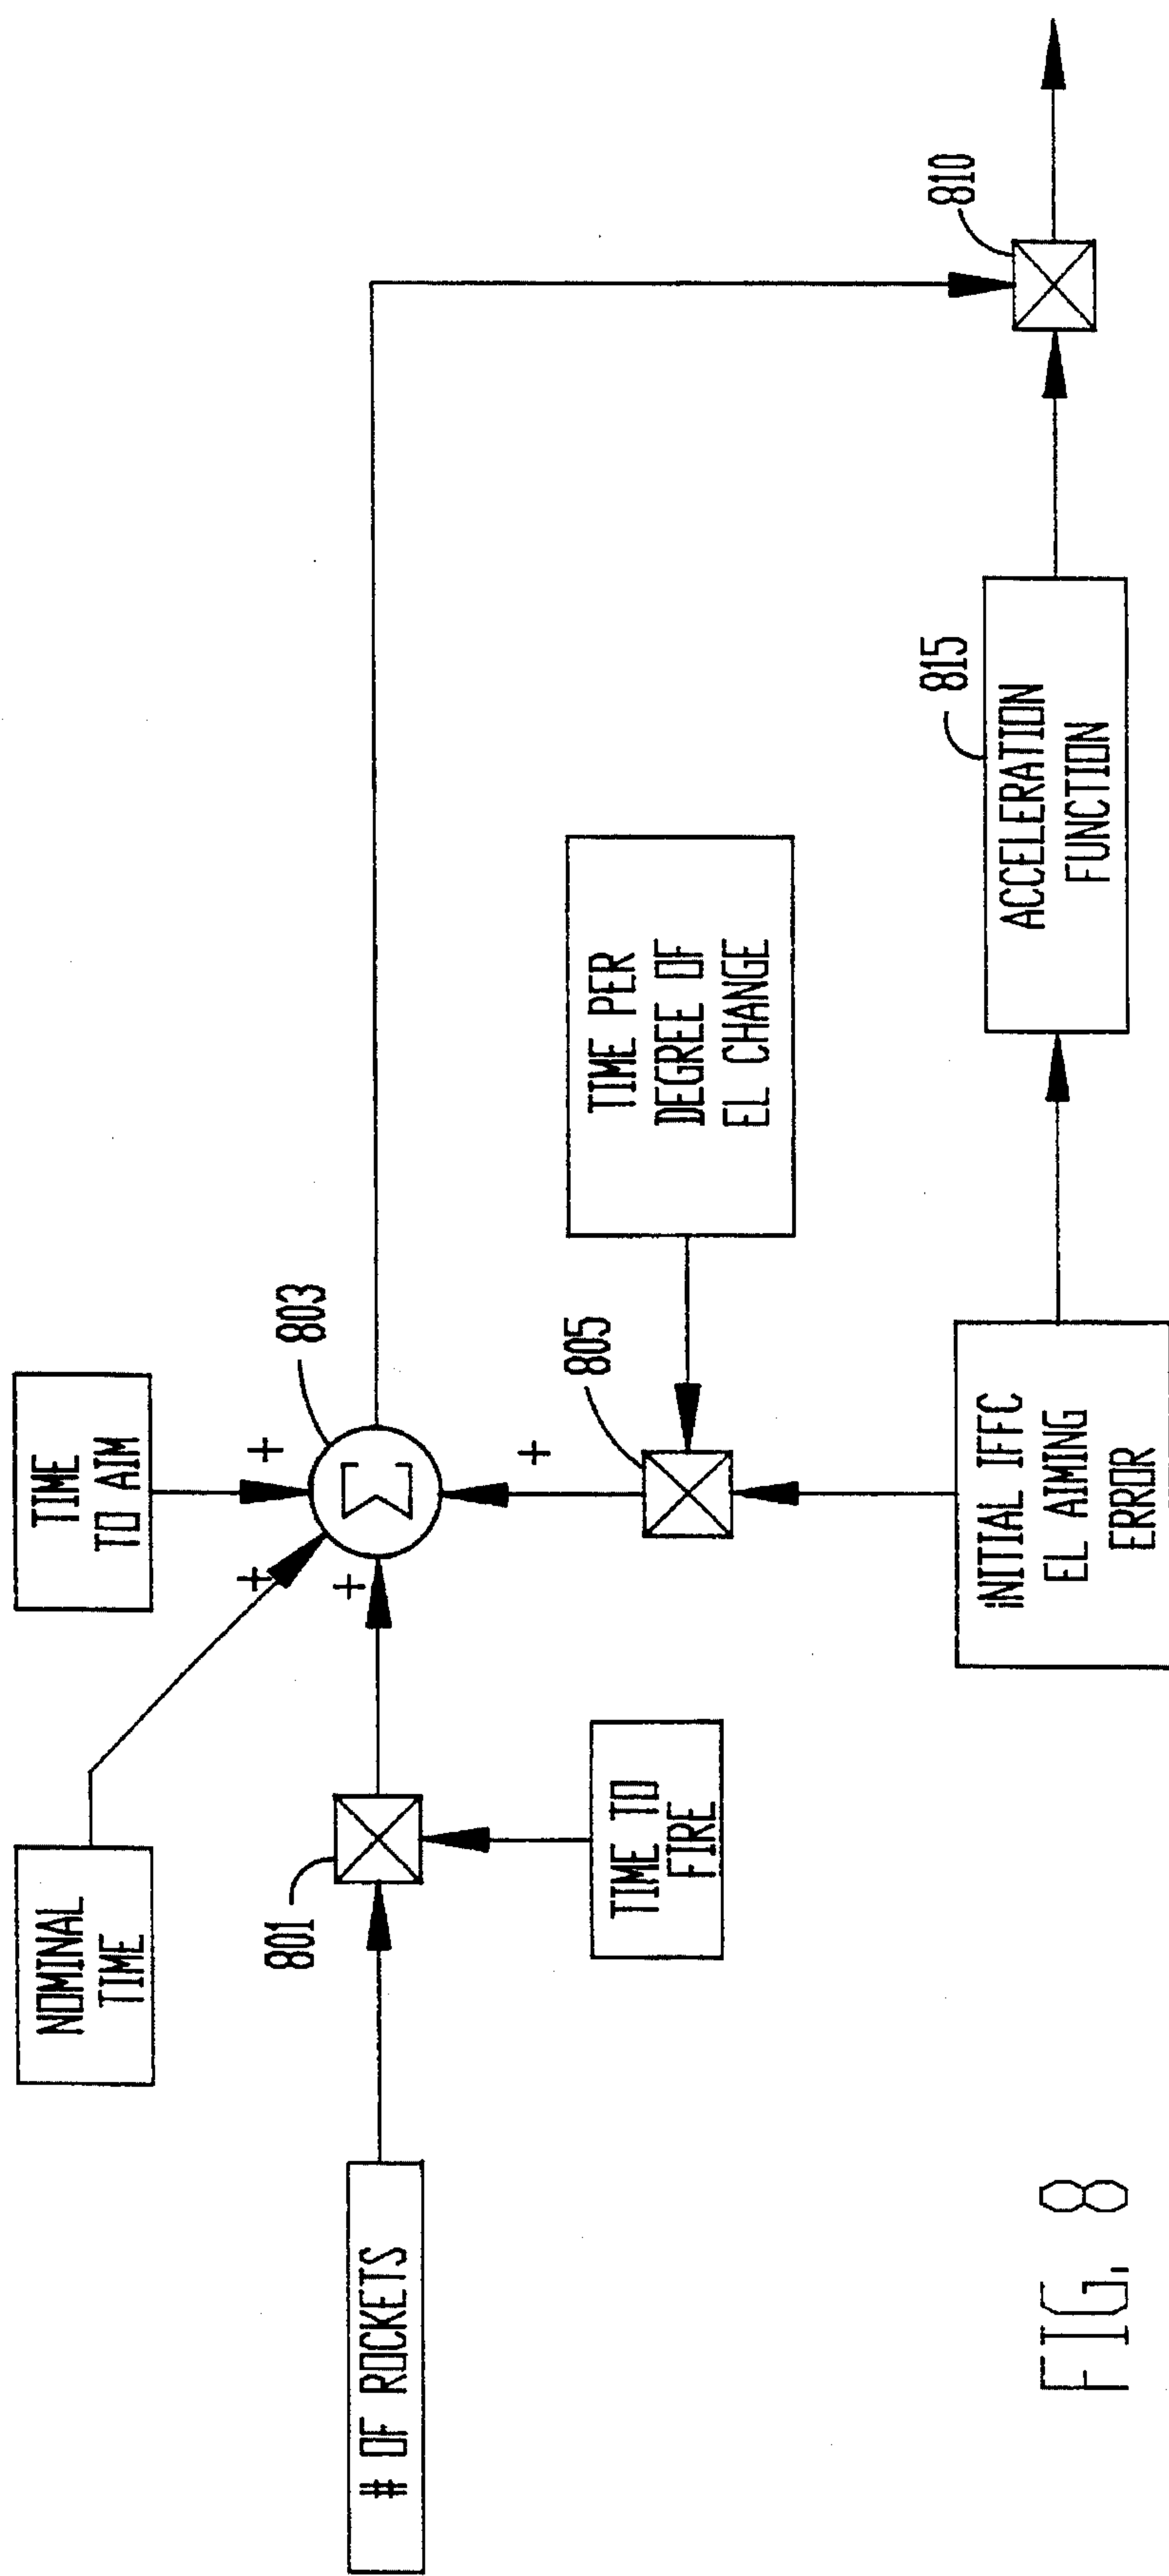 NOMINAL
TIME
TIME
TO AIM
+
+
+
803
Σ
801
# OF ROCKETS
+
805
TIME TO
FIRE
TIME PER
DEGREE OF
EL CHANGE
810
815
INITIAL IFFC
EL AIMING
ERROR
ACCELERATION
FUNCTION
FIG. 8